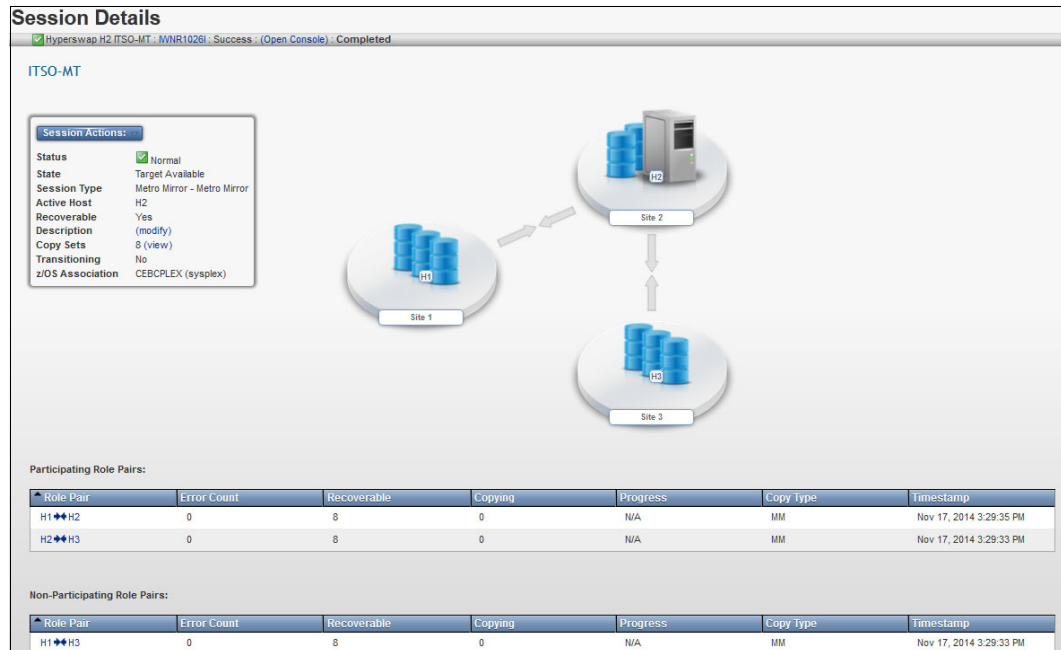 Session Details
Hyperswap H2 ITSO-MT : IWNR1026I : Success : (Open Console) : Completed
ITSO-MT
Session Actions:
Status Normal
State Target Available
Session Type Metro Mirror - Metro Mirror
Active Host H2
Recoverable Yes
Description (modify)
Copy Sets 8 (view)
Transitioning No
z/OS Association CEBCPLEX (sysplex)
H2
Site 2
H1
Site 1
H3
Site 3
Participating Role Pairs:
Role Pair Error Count Recoverable Copying Progress Copy Type Timestamp
H1 H2 0 8 0 N/A MM Nov 17, 2014 3:29:35 PM
H2 H3 0 8 0 N/A MM Nov 17, 2014 3:29:33 PM
Non-Participating Role Pairs:
Role Pair Error Count Recoverable Copying Progress Copy Type Timestamp
H1 H3 0 8 0 N/A MM Nov 17, 2014 3:29:33 PM